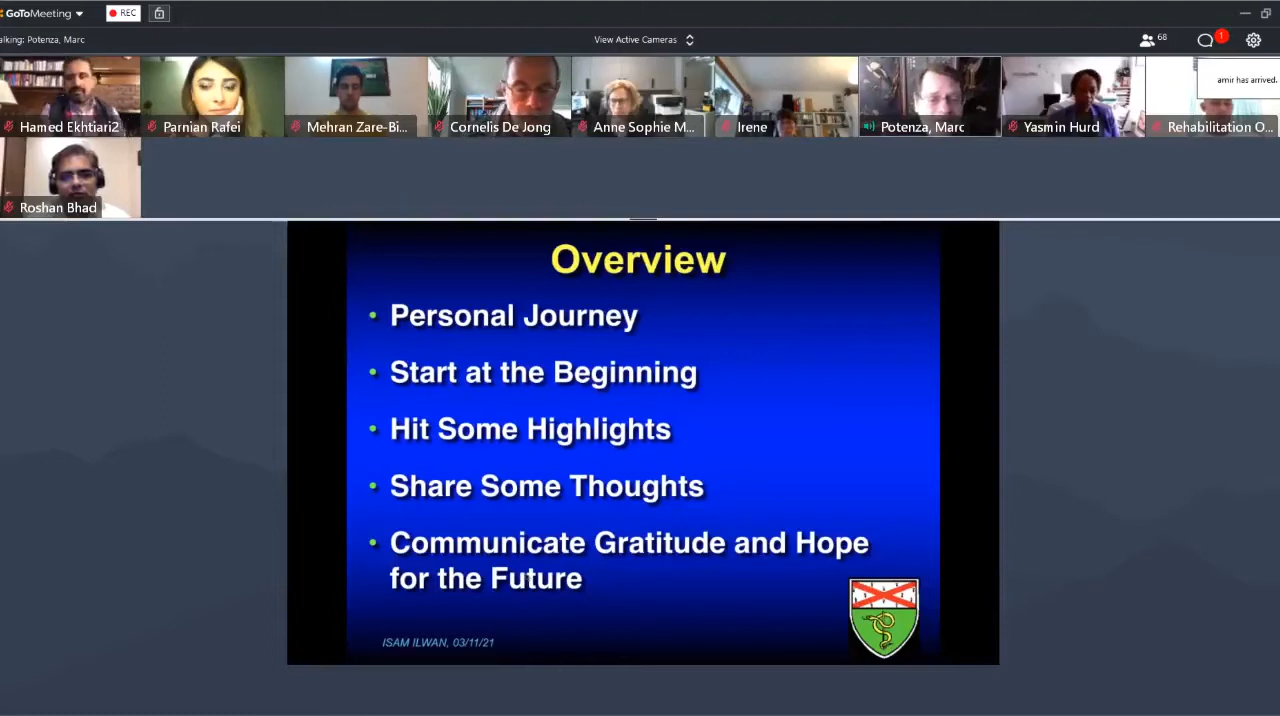 GoToMeeting
REC
alking: Potenza, Marc
View Active Cameras
68
1
amir has arrived.
Hamed Ekhtiari2
Parnian Rafei
Mehran Zare-Bi...
Cornelis De Jong
Anne Sophie M...
Irene
Potenza, Marc
Yasmin Hurd
Rehabilitation O...
Roshan Bhad
Overview
• Personal Journey
• Start at the Beginning
• Hit Some Highlights
• Share Some Thoughts
• Communicate Gratitude and Hope
for the Future
ISAM ILWAN, 03/11/21